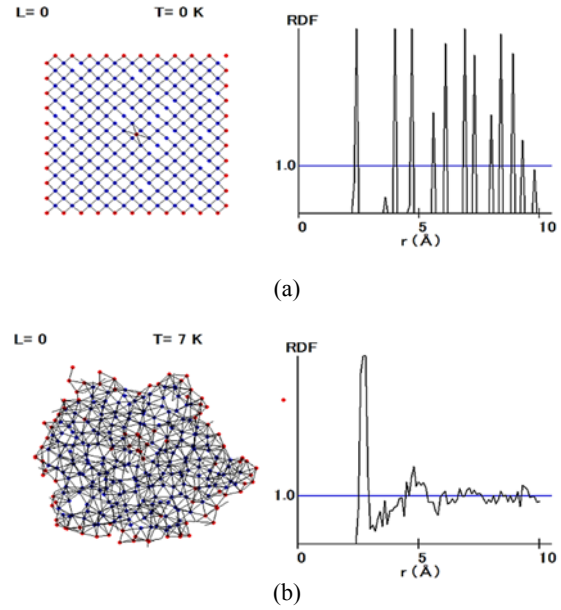 L= 0 T= 0 K RDF
1.0
0 5 10
r (Å)
(a)
L= 0 T= 7 K RDF
1.0
0 5 10
r (Å)
(b)